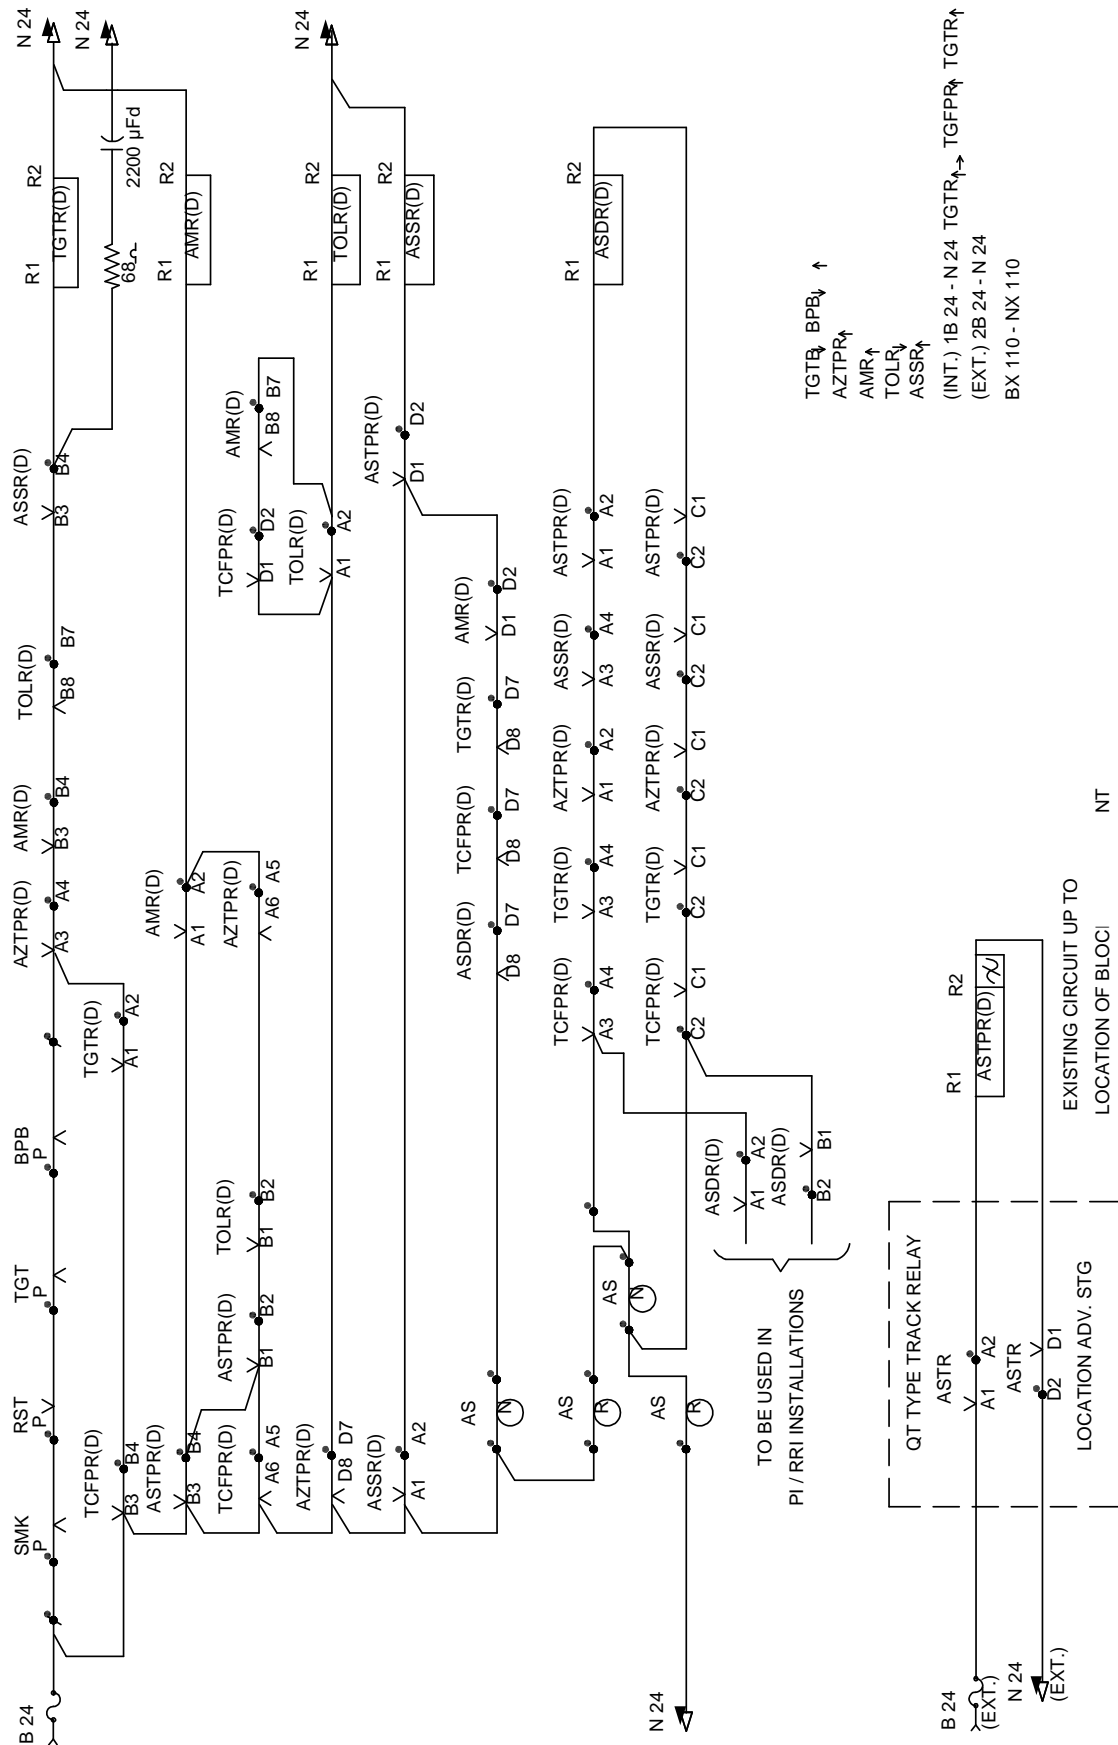 B 24
SMK
P
RST
P
TGT
P
BPB
P
AZTPR(D)
A3 A4
AMR(D)
B3 B4
TOLR(D)
B8 B7
ASSR(D)
B3 B4
R1 TGTR(D) R2
N 24
68Ω
2200 µFd
N 24
TCFPR(D)
B3 B4
TGTR(D)
A1 A2
ASTPR(D)
B3 B4
AMR(D)
A1 A2
R1 AMR(D) R2
TCFPR(D)
A6 A5
ASTPR(D)
B1 B2
TOLR(D)
B1 B2
AZTPR(D)
A6 A5
TCFPR(D)
D1 D2
AMR(D)
B8 B7
AZTPR(D)
D8 D7
TOLR(D)
A1 A2
R1 TOLR(D) R2
N 24
ASSR(D)
A1 A2
ASTPR(D)
D1 D2
R1 ASSR(D) R2
AS
N
ASDR(D)
D8 D7
TCFPR(D)
D8 D7
TGTR(D)
D8 D7
AMR(D)
D1 D2
AS
R
AS
N
TCFPR(D)
A3 A4
TGTR(D)
A3 A4
AZTPR(D)
A1 A2
ASSR(D)
A3 A4
ASTPR(D)
A1 A2
R1 ASDR(D) R2
N 24
AS
R
TCFPR(D)
C2 C1
TGTR(D)
C2 C1
AZTPR(D)
C2 C1
ASSR(D)
C2 C1
ASTPR(D)
C2 C1
ASDR(D)
A1 A2
ASDR(D)
B2 B1
TO BE USED IN
PI / RRI INSTALLATIONS
TGTB↓ BPB↓ ↑
AZTPR↑
AMR↑
TOLR↓
ASSR↑
(INT.) 1B 24 - N 24 TGTR↑→ TGFPR↑ TGTR↑
(EXT.) 2B 24 - N 24
BX 110 - NX 110
QT TYPE TRACK RELAY
B 24
(EXT.)
ASTR
A1 A2
R1 ASTPR(D) R2
N 24
(EXT.)
ASTR
D2 D1
LOCATION ADV. STG
EXISTING CIRCUIT UP TO
LOCATION OF BLOC NT